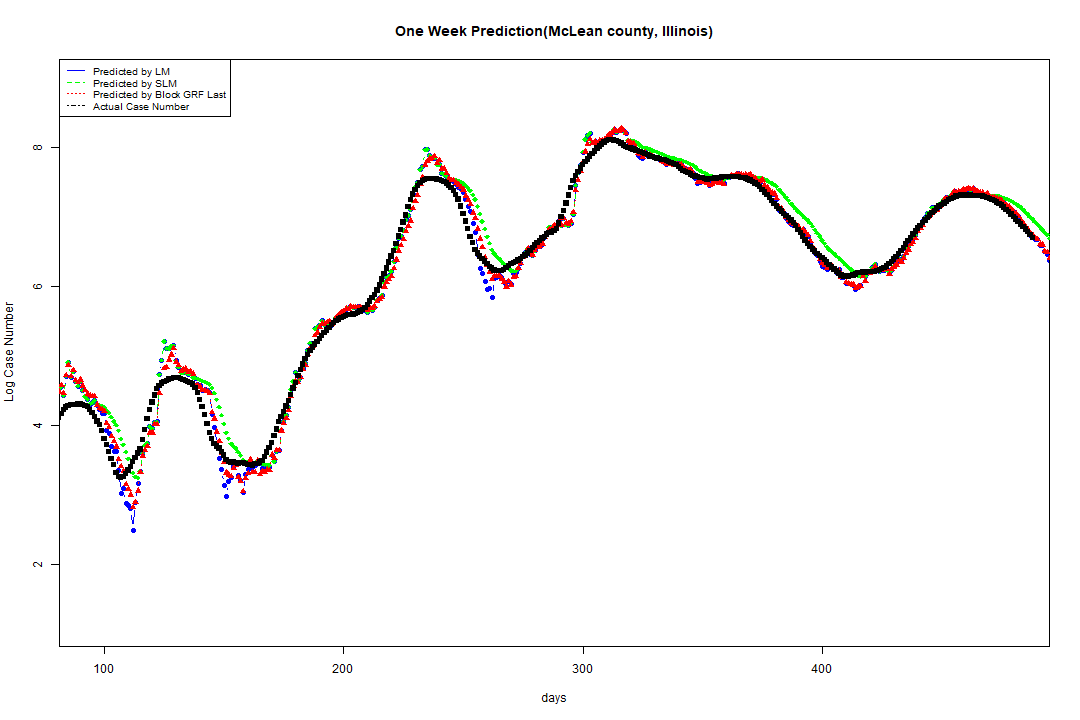 One Week Prediction(McLean county, Illinois)
Predicted by LM
Predicted by SLM
Predicted by Block GRF Last
Actual Case Number
8
6
4
2
Log Case Number
100 200 300 400
days